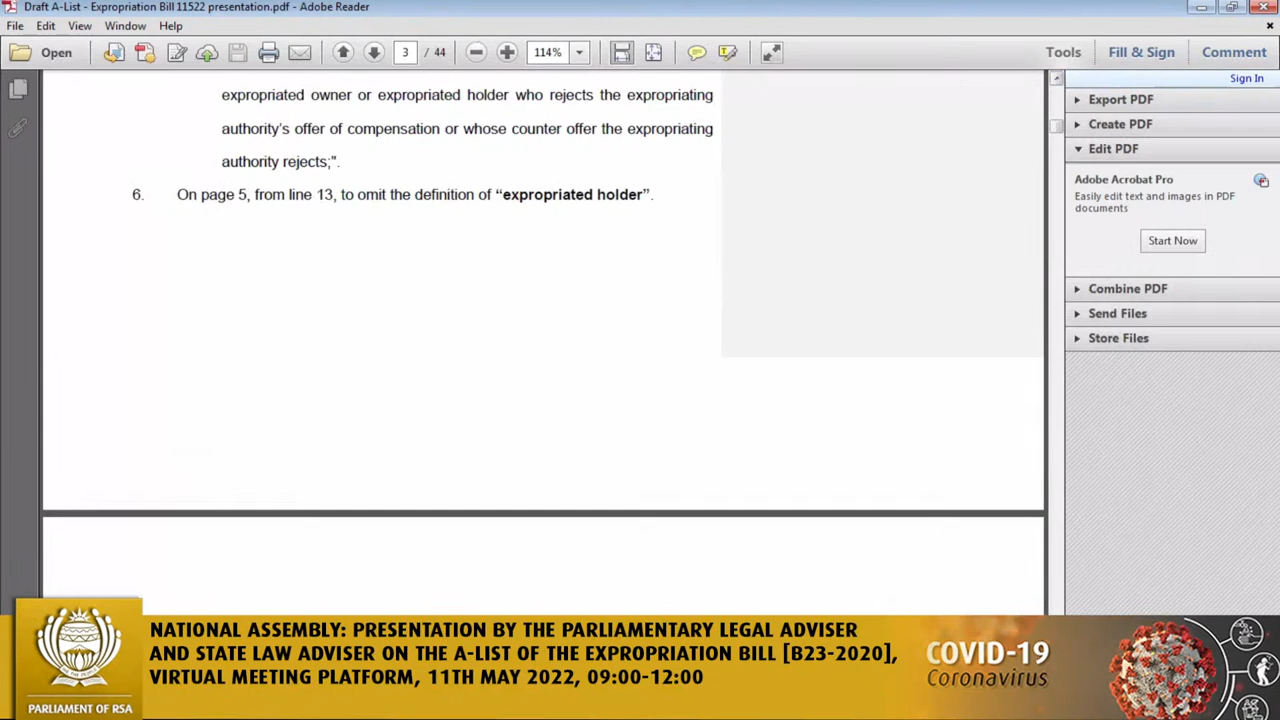 Draft A-List - Expropriation Bill 11522 presentation.pdf - Adobe Reader
File Edit View Window Help
Open 3 / 44 114% Tools Fill & Sign Comment
Sign In
expropriated owner or expropriated holder who rejects the expropriating
authority's offer of compensation or whose counter offer the expropriating
authority rejects;".
6. On page 5, from line 13, to omit the definition of "expropriated holder".
Export PDF
Create PDF
Edit PDF
Adobe Acrobat Pro
Easily edit text and images in PDF
documents
Start Now
Combine PDF
Send Files
Store Files
NATIONAL ASSEMBLY: PRESENTATION BY THE PARLIAMENTARY LEGAL ADVISER
AND STATE LAW ADVISER ON THE A-LIST OF THE EXPROPRIATION BILL [B23-2020],
VIRTUAL MEETING PLATFORM, 11TH MAY 2022, 09:00-12:00
PARLIAMENT OF RSA
COVID-19
Coronavirus